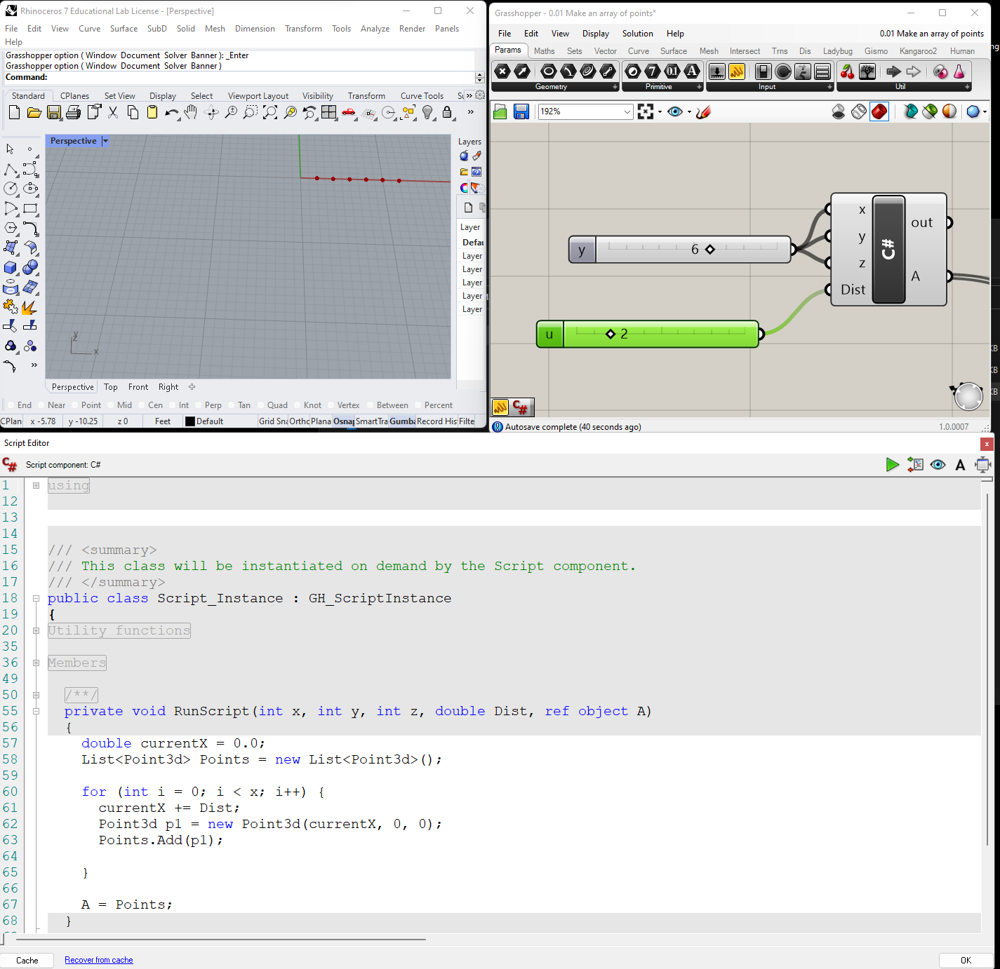 Rhinoceros 7 Educational Lab License - [Perspective]
File Edit View Curve Surface SubD Solid Mesh Dimension Transform Tools Analyze Render Panels
Help
Grasshopper option ( Window Document Solver Banner ): _Enter
Grasshopper option ( Window Document Solver Banner )
Command:
Standard CPlanes Set View Display Select Viewport Layout Visibility Transform Curve Tools
Perspective
Layers
Layer
Layer
Layer
Layer
Layer
Layer
y
x
Perspective Top Front Right
End Near Point Mid Cen Int Perp Tan Quad Knot Vertex Between Percent
CPlan x -5.78 y -10.25 z 0 Feet Default Grid Sna Ortho Plana Osnap SmartTra Gumba Record His Filte
Grasshopper - 0.01 Make an array of points*
File Edit View Display Solution Help 0.01 Make an array of points
Params Maths Sets Vector Curve Surface Mesh Intersect Trns Dis Ladybug Gismo Kangaroo2 Human
Geometry Primitive Input Util
192%
x
y
z
Dist
C#
out
A
y 6
u 2
C#
Autosave complete (40 seconds ago) 1.0.0007
Script Editor
Script component: C#
1 using
12
13
14
15 /// <summary>
16 /// This class will be instantiated on demand by the Script component.
17 /// </summary>
18 public class Script_Instance : GH_ScriptInstance
19 {
20 Utility functions
35
36 Members
49
50 /**/
55 private void RunScript(int x, int y, int z, double Dist, ref object A)
56 {
57 double currentX = 0.0;
58 List<Point3d> Points = new List<Point3d>();
59
60 for (int i = 0; i < x; i++) {
61 currentX += Dist;
62 Point3d p1 = new Point3d(currentX, 0, 0);
63 Points.Add(p1);
64
65 }
66
67 A = Points;
68 }
Cache Recover from cache OK